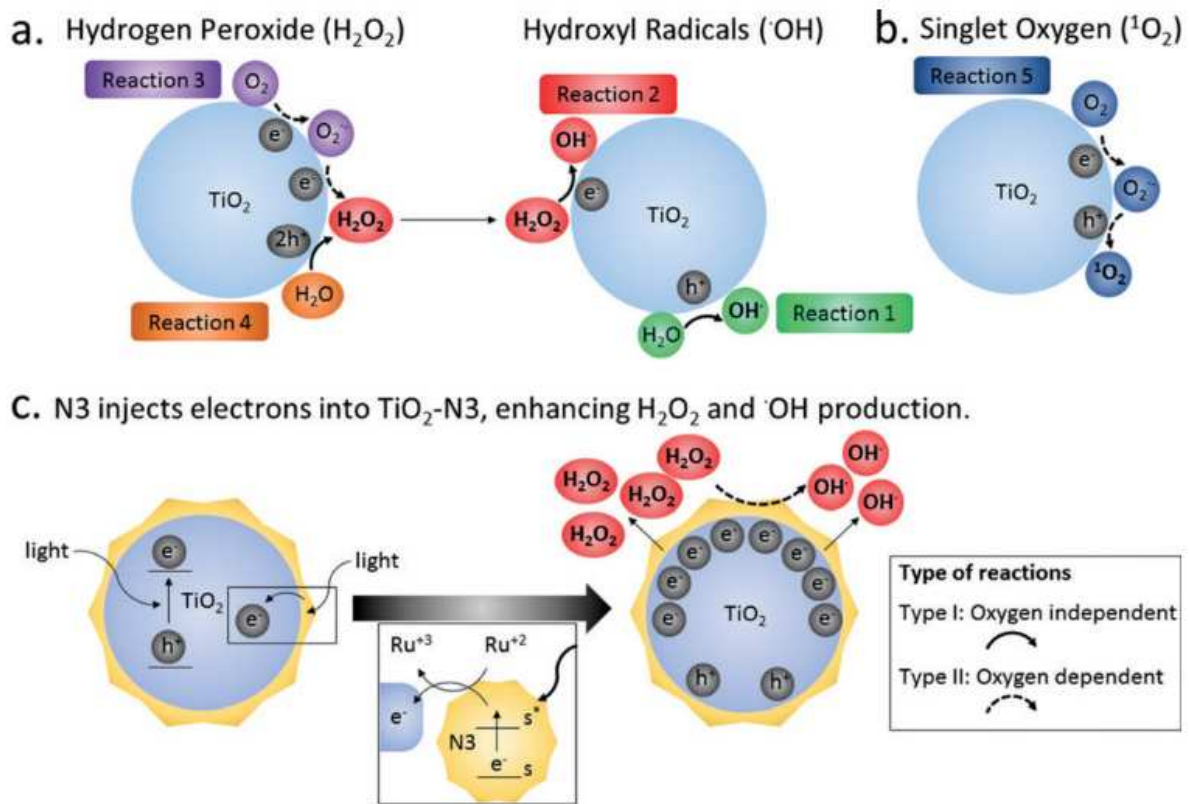 a. Hydrogen Peroxide (H₂O₂)
Hydroxyl Radicals (·OH)
b. Singlet Oxygen (¹O₂)
Reaction 3
O₂
e⁻
O₂·⁻
e⁻
TiO₂
H₂O₂
2h⁺
H₂O
Reaction 4
Reaction 2
OH·
e⁻
H₂O₂
TiO₂
h⁺
H₂O
OH·
Reaction 1
Reaction 5
O₂
e⁻
O₂·⁻
TiO₂
h⁺
¹O₂
c. N3 injects electrons into TiO₂-N3, enhancing H₂O₂ and ·OH production.
light
e⁻
TiO₂
h⁺
e⁻
light
Ru⁺³
Ru⁺²
e⁻
N3
s*
e⁻
s
H₂O₂
H₂O₂
H₂O₂
H₂O₂
OH·
OH·
OH·
e⁻
e⁻
e⁻
e⁻
e⁻
e⁻
e⁻
e⁻
TiO₂
h⁺
h⁺
Type of reactions
Type I: Oxygen independent
Type II: Oxygen dependent